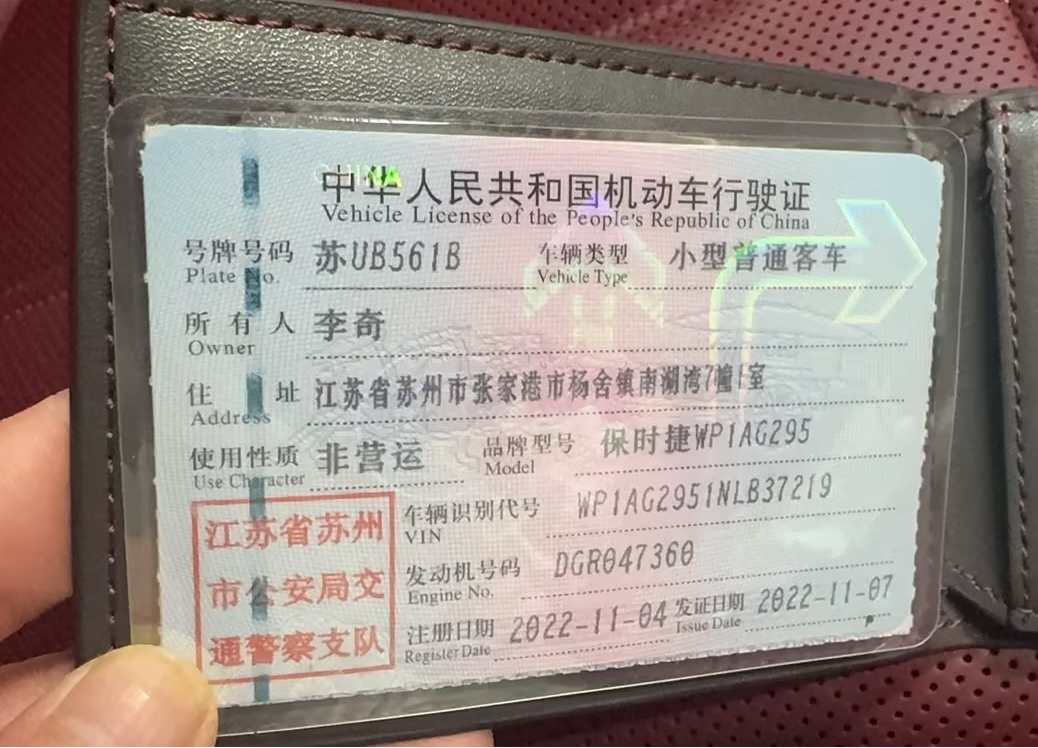 中华人民共和国机动车行驶证
Vehicle License of the People's Republic of China
号牌号码 苏UB561B 车辆类型 小型普通客车
Plate No. Vehicle Type
所有人 李奇
Owner
住址 江苏省苏州市张家港市杨舍镇南湖湾7幢1室
Address
使用性质 非营运 品牌型号 保时捷WP1AG295
Use Character Model
江苏省苏州 车辆识别代号 WP1AG2951NLB37219
VIN
市公安局交 发动机号码 DGR047360
Engine No.
通警察支队 注册日期 2022-11-04 发证日期 2022-11-07
Register Date Issue Date